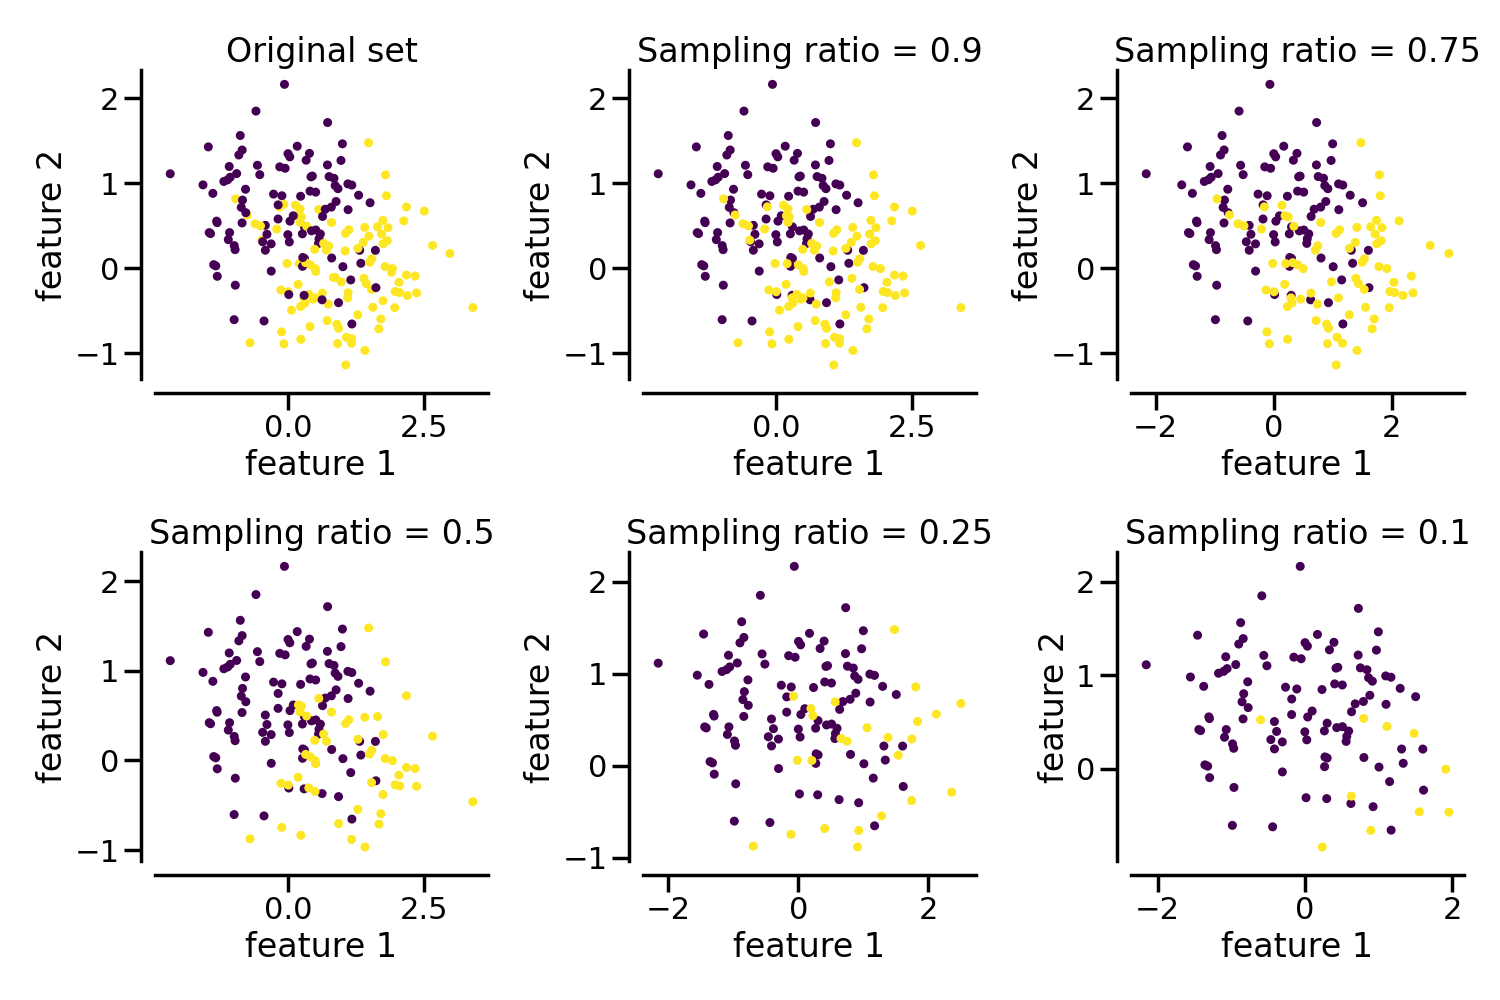 Original set
2
1
0
−1
feature 2
0.0
2.5
feature 1
Sampling ratio = 0.9
2
1
0
−1
feature 2
0.0
2.5
feature 1
Sampling ratio = 0.75
2
1
0
−1
feature 2
−2
0
2
feature 1
Sampling ratio = 0.5
2
1
0
−1
feature 2
0.0
2.5
feature 1
Sampling ratio = 0.25
2
1
0
−1
feature 2
−2
0
2
feature 1
Sampling ratio = 0.1
2
1
0
feature 2
−2
0
2
feature 1